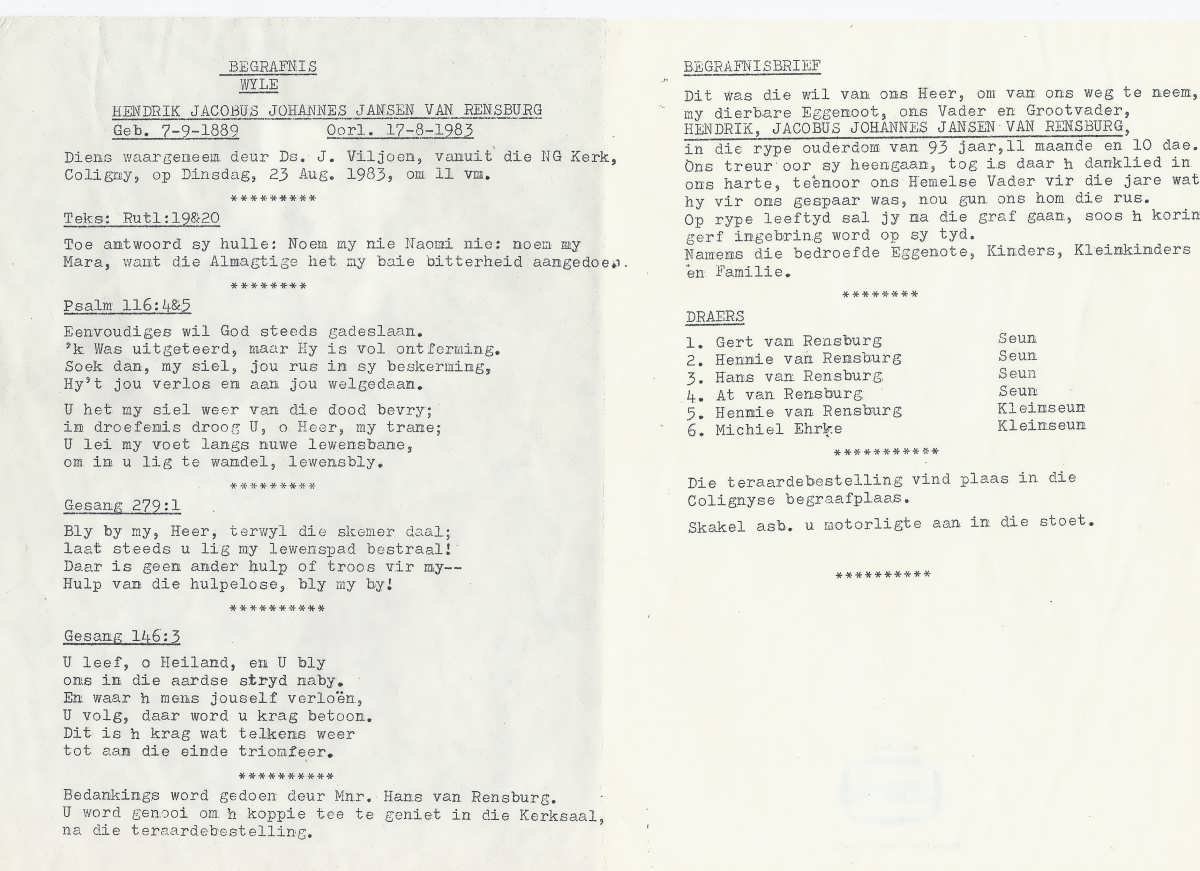 BEGRAFNIS
WYLE
HENDRIK JACOBUS JOHANNES JANSEN VAN RENSBURG
Geb. 7-9-1889 Oorl. 17-8-1983
Diens waargeneem deur Ds. J. Viljoen, vanuit die NG Kerk,
Coligny, op Dinsdag, 23 Aug. 1983, om 11 vm.
*********
Teks: Rut1:19&20
Toe antwoord sy hulle: Noem my nie Naomi nie: noem my
Mara, want die Almagtige het my baie bitterheid aangedoen.
********
Psalm 116:4&5
Eenvoudiges wil God steeds gadeslaan.
'k Was uitgeteerd, maar Hy is vol ontferming.
Soek dan, my siel, jou rus in sy beskerming,
Hy't jou verlos en aan jou welgedaan.
U het my siel weer van die dood bevry;
in droefenis droog U, o Heer, my trane;
U lei my voet langs nuwe lewensbane,
om in u lig te wandel, lewensbly.
*********
Gesang 279:1
Bly by my, Heer, terwyl die skemer daal;
laat steeds u lig my lewenspad bestraal!
Daar is geen ander hulp of troos vir my--
Hulp van die hulpelose, bly my by!
**********
Gesang 146:3
U leef, o Heiland, en U bly
ons in die aardse stryd naby.
En waar h mens jouself verloën,
U volg, daar word u krag betoon.
Dit is h krag wat telkens weer
tot aan die einde triomfeer.
**********
Bedankings word gedoen deur Mnr. Hans van Rensburg.
U word genooi om h koppie tee te geniet in die Kerksaal,
na die teraardebestelling.
BEGRAFNISBRIEF
Dit was die wil van ons Heer, om van ons weg te neem,
my dierbare Eggenoot, ons Vader en Grootvader,
HENDRIK, JACOBUS JOHANNES JANSEN VAN RENSBURG,
in die rype ouderdom van 93 jaar,11 maande en 10 dae.
Ons treur oor sy heengaan, tog is daar h danklied in
ons harte, teënoor ons Hemelse Vader vir die jare wat
hy vir ons gespaar was, nou gun ons hom die rus.
Op rype leeftyd sal jy na die graf gaan, soos h korin
gerf ingebring word op sy tyd.
Namens die bedroefde Eggenote, Kinders, Kleinkinders
en Familie.
********
DRAERS
1. Gert van Rensburg Seun
2. Hennie van Rensburg Seun
3. Hans van Rensburg Seun
4. At van Rensburg Seun
5. Hennie van Rensburg Kleinseun
6. Michiel Ehrke Kleinseun
***********
Die teraardebestelling vind plaas in die
Colignyse begraafplaas.
Skakel asb. u motorligte aan in die stoet.
**********